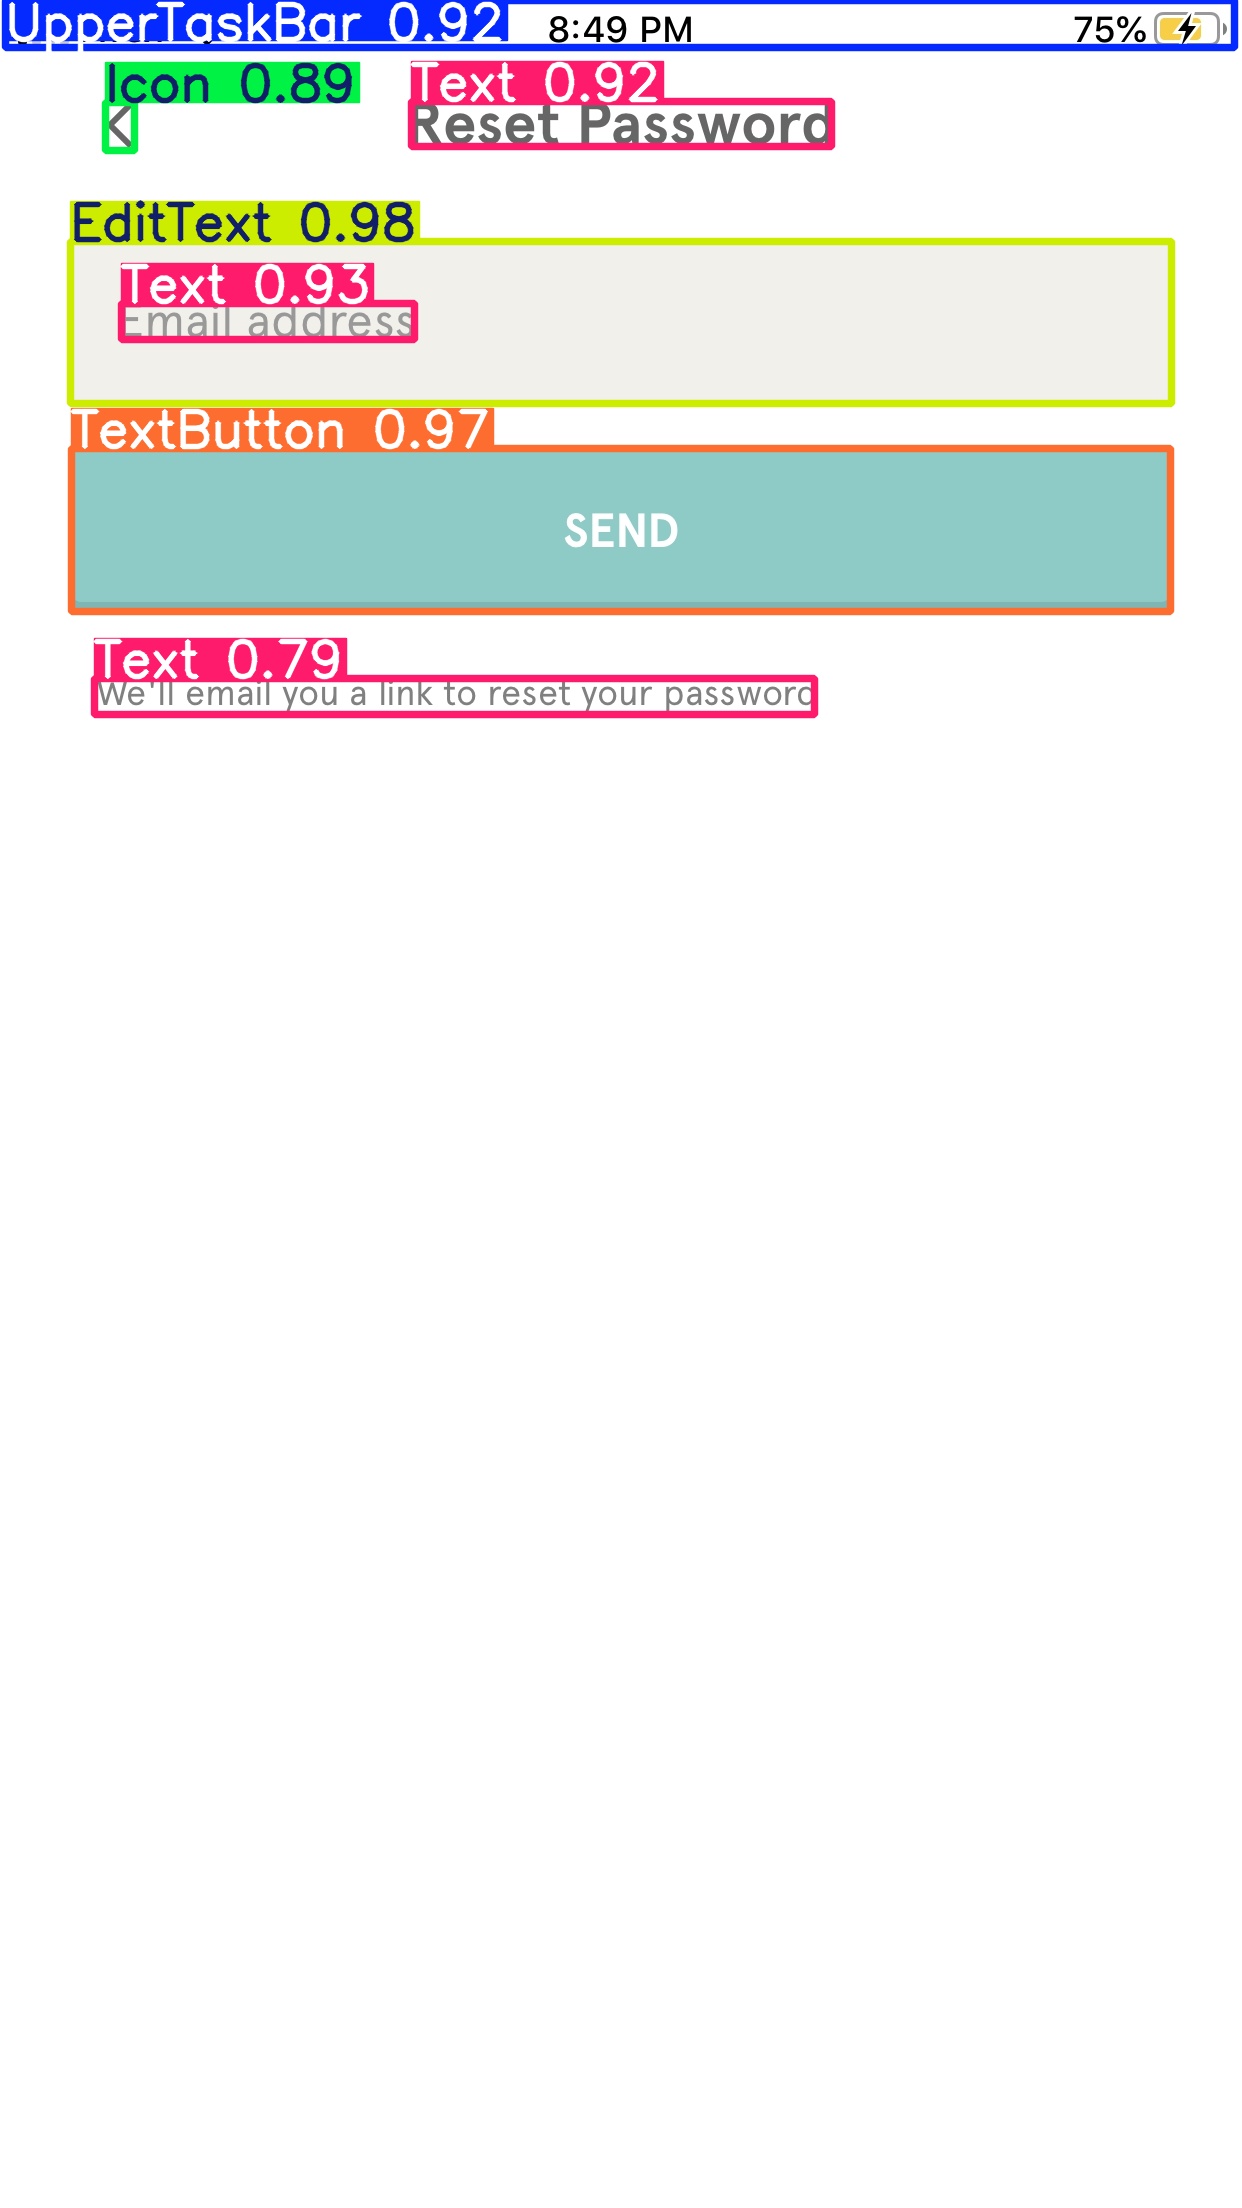 UpperTaskBar 0.92 8:49 PM 75%
Icon 0.89 Text 0.92
Reset Password
EditText 0.98
Text 0.93
Email address
TextButton 0.97
SEND
Text 0.79
We'll email you a link to reset your password